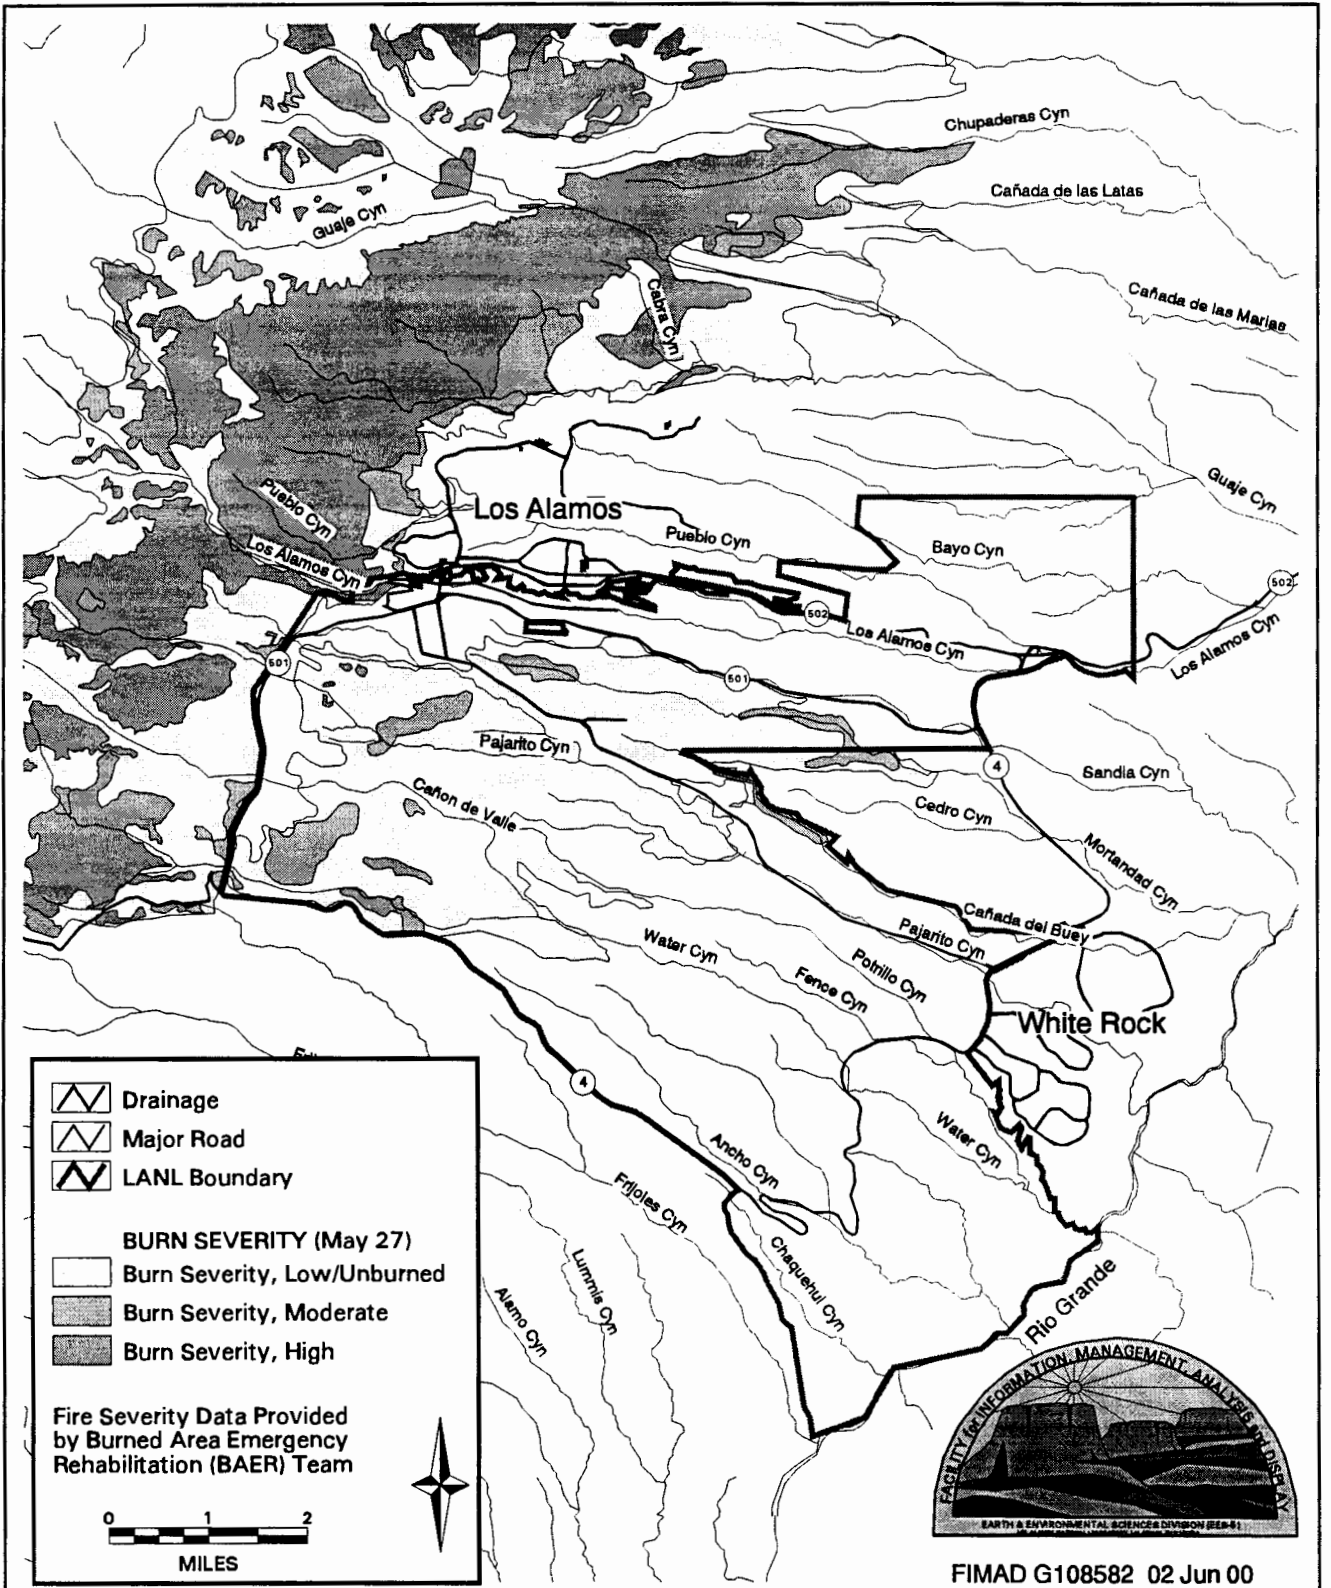 Chupaderas Cyn
Cañada de las Latas
Guaje Cyn
Cabra Cyn
Cañada de las Marias
Guaje Cyn
Pueblo Cyn
Los Alamos
Pueblo Cyn
Bayo Cyn
Los Alamos Cyn
502
502
Los Alamos Cyn
Los Alamos Cyn
501
501
Pajarito Cyn
4
Sandia Cyn
Cañon de Valle
Cedro Cyn
Mortandad Cyn
Cañada del Buey
Pajarito Cyn
Water Cyn
Potrillo Cyn
Fence Cyn
White Rock
4
Water Cyn
Ancho Cyn
Frijoles Cyn
Chaquehui Cyn
Lummis Cyn
Alamo Cyn
Rio Grande
Drainage
Major Road
LANL Boundary
BURN SEVERITY (May 27)
Burn Severity, Low/Unburned
Burn Severity, Moderate
Burn Severity, High
Fire Severity Data Provided
by Burned Area Emergency
Rehabilitation (BAER) Team
0 1 2
MILES
FACILITY for INFORMATION, MANAGEMENT, ANALYSIS and DISPLAY
EARTH & ENVIRONMENTAL SCIENCES DIVISION (EES-5)
FIMAD G108582 02 Jun 00